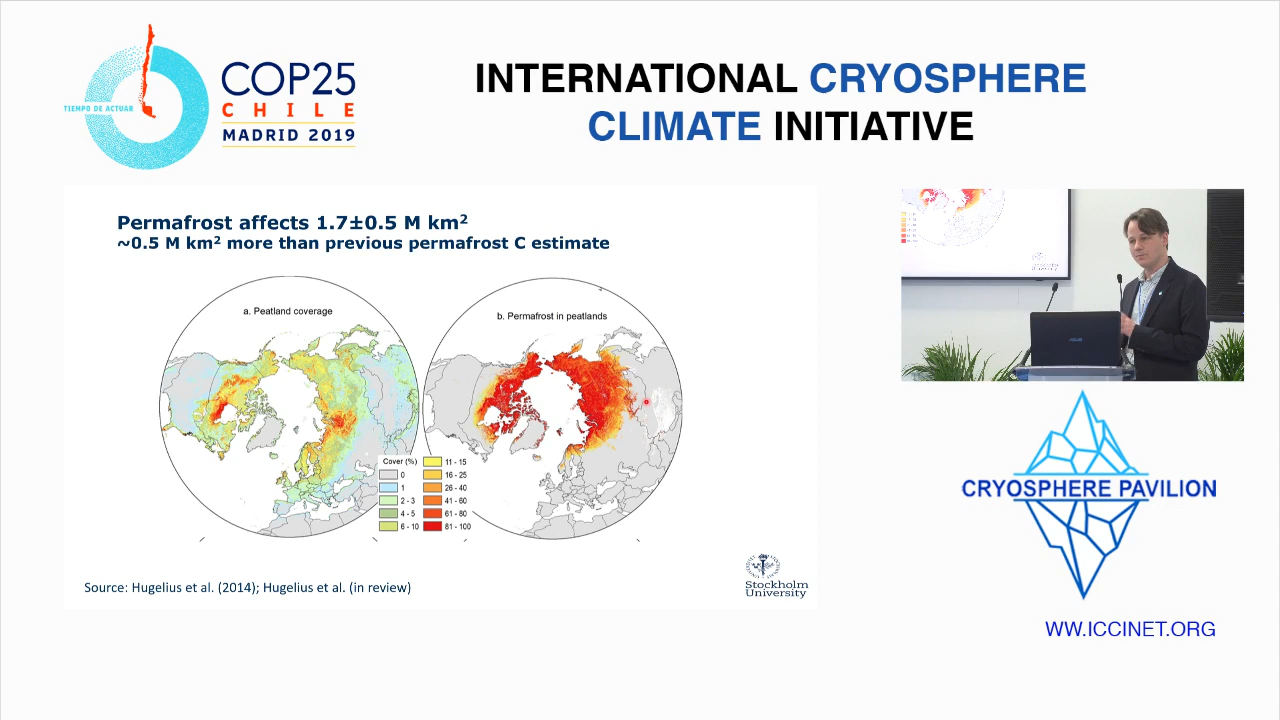 COP25
CHILE
MADRID 2019
TIEMPO DE ACTUAR
INTERNATIONAL CRYOSPHERE
CLIMATE INITIATIVE
Permafrost affects 1.7±0.5 M km²
~0.5 M km² more than previous permafrost C estimate
a. Peatland coverage
b. Permafrost in peatlands
Cover (%)
0
1
2 - 3
4 - 5
6 - 10
11 - 15
16 - 25
26 - 40
41 - 60
61 - 80
81 - 100
Source: Hugelius et al. (2014); Hugelius et al. (in review)
Stockholm
University
CRYOSPHERE PAVILION
WW.ICCINET.ORG